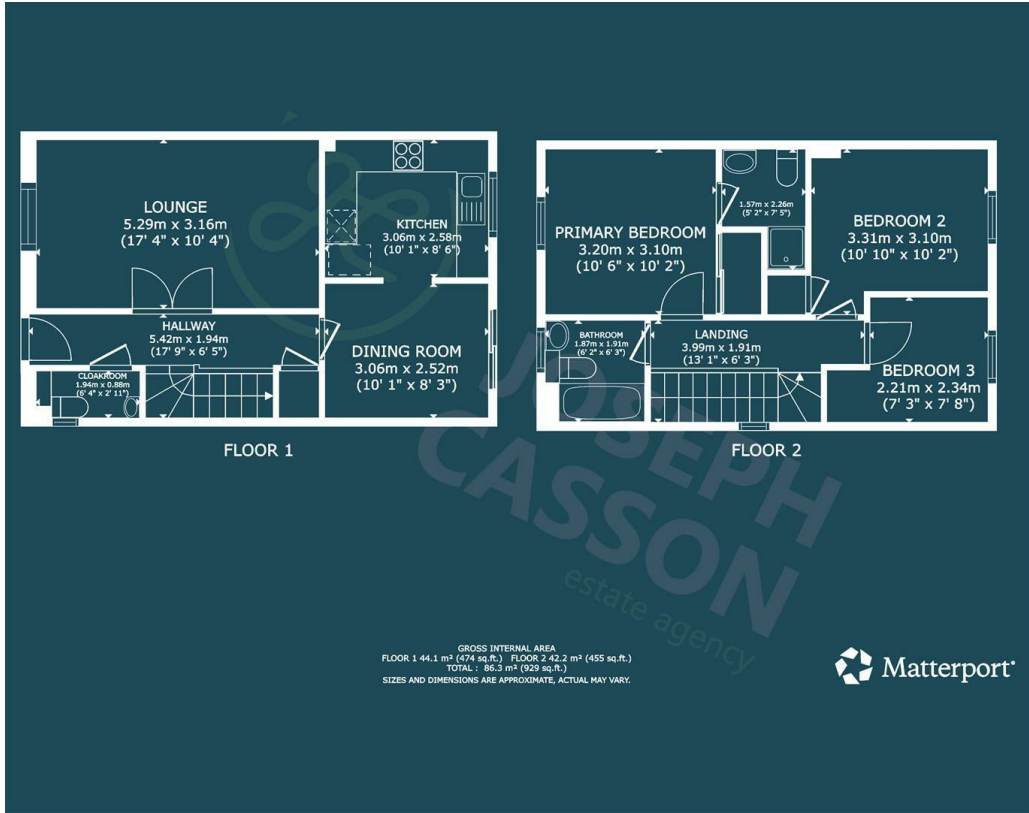 LOUNGE
5.29m x 3.16m
(17' 4" x 10' 4")
KITCHEN
3.06m x 2.58m
(10' 1" x 8' 6")
HALLWAY
5.42m x 1.94m
(17' 9" x 6' 5")
DINING ROOM
3.06m x 2.52m
(10' 1" x 8' 3")
CLOAKROOM
1.94m x 0.88m
(6' 4" x 2' 11")
FLOOR 1
PRIMARY BEDROOM
3.20m x 3.10m
(10' 6" x 10' 2")
1.57m x 2.26m
(5' 2" x 7' 5")
BEDROOM 2
3.31m x 3.10m
(10' 10" x 10' 2")
BATHROOM
1.87m x 1.91m
(6' 2" x 6' 3")
LANDING
3.99m x 1.91m
(13' 1" x 6' 3")
BEDROOM 3
2.21m x 2.34m
(7' 3" x 7' 8")
FLOOR 2
JOSEPH
CASSON
estate agency
GROSS INTERNAL AREA
FLOOR 1 44.1 m² (474 sq.ft.) FLOOR 2 42.2 m² (455 sq.ft.)
TOTAL : 86.3 m² (929 sq.ft.)
SIZES AND DIMENSIONS ARE APPROXIMATE, ACTUAL MAY VARY.
Matterport